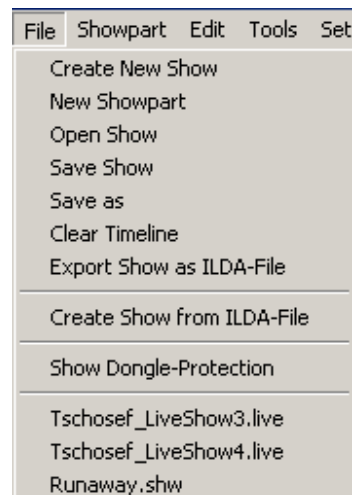 File Showpart Edit Tools Set
Create New Show
New Showpart
Open Show
Save Show
Save as
Clear Timeline
Export Show as ILDA-File
Create Show from ILDA-File
Show Dongle-Protection
Tschosef_LiveShow3.live
Tschosef_LiveShow4.live
Runaway.shw